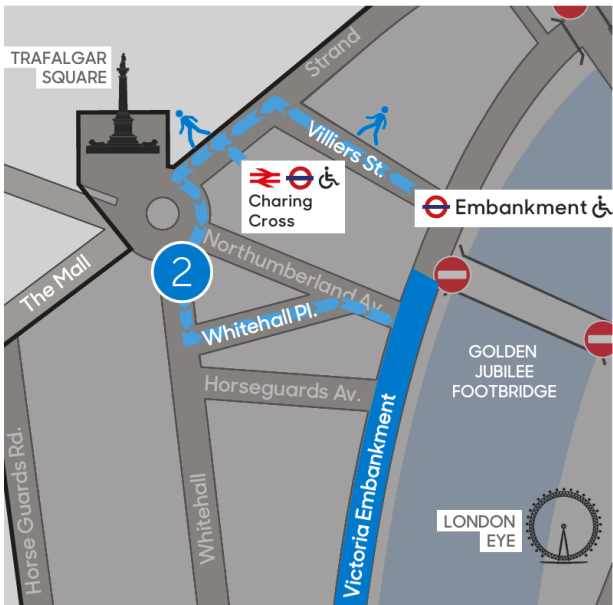 TRAFALGAR
SQUARE
Strand
Villiers St.
Charing
Cross
Embankment
The Mall
2
Northumberland Av.
Whitehall Pl.
GOLDEN
JUBILEE
FOOTBRIDGE
Horseguards Av.
Victoria Embankment
Horse Guards Rd.
Whitehall
LONDON
EYE